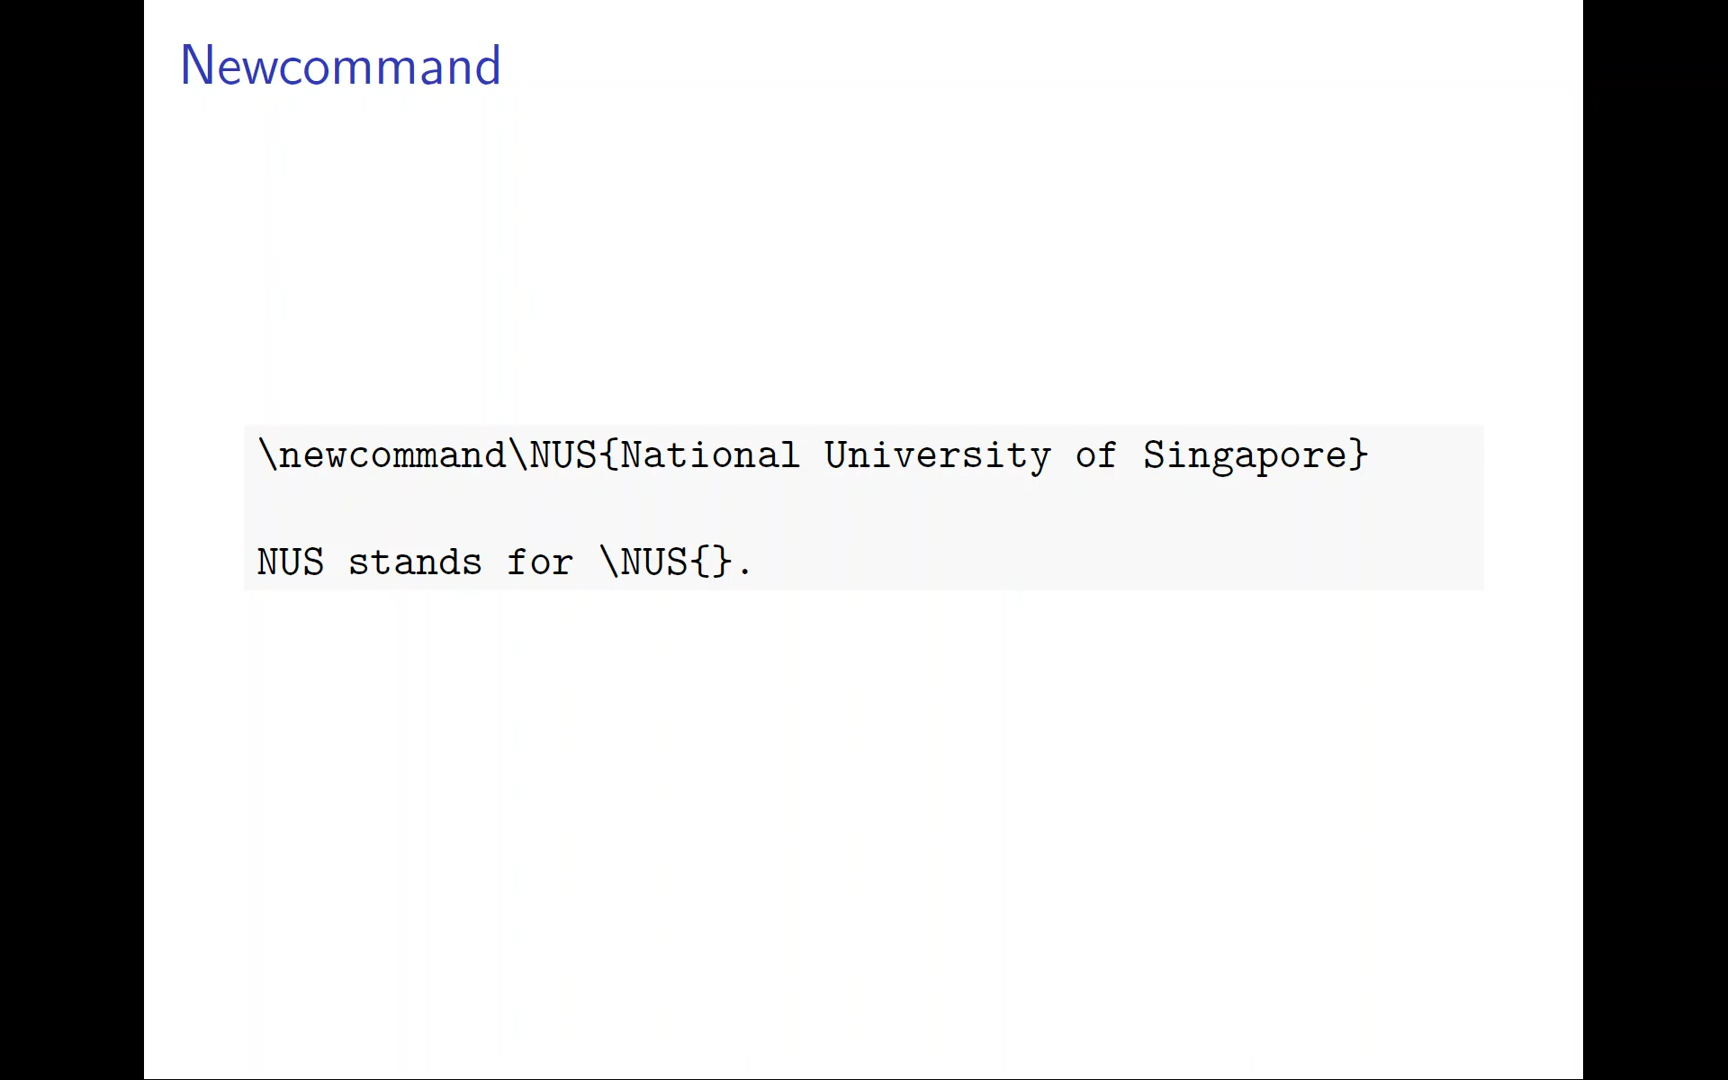 Newcommand
\newcommand\NUS{National University of Singapore}
NUS stands for \NUS{}.